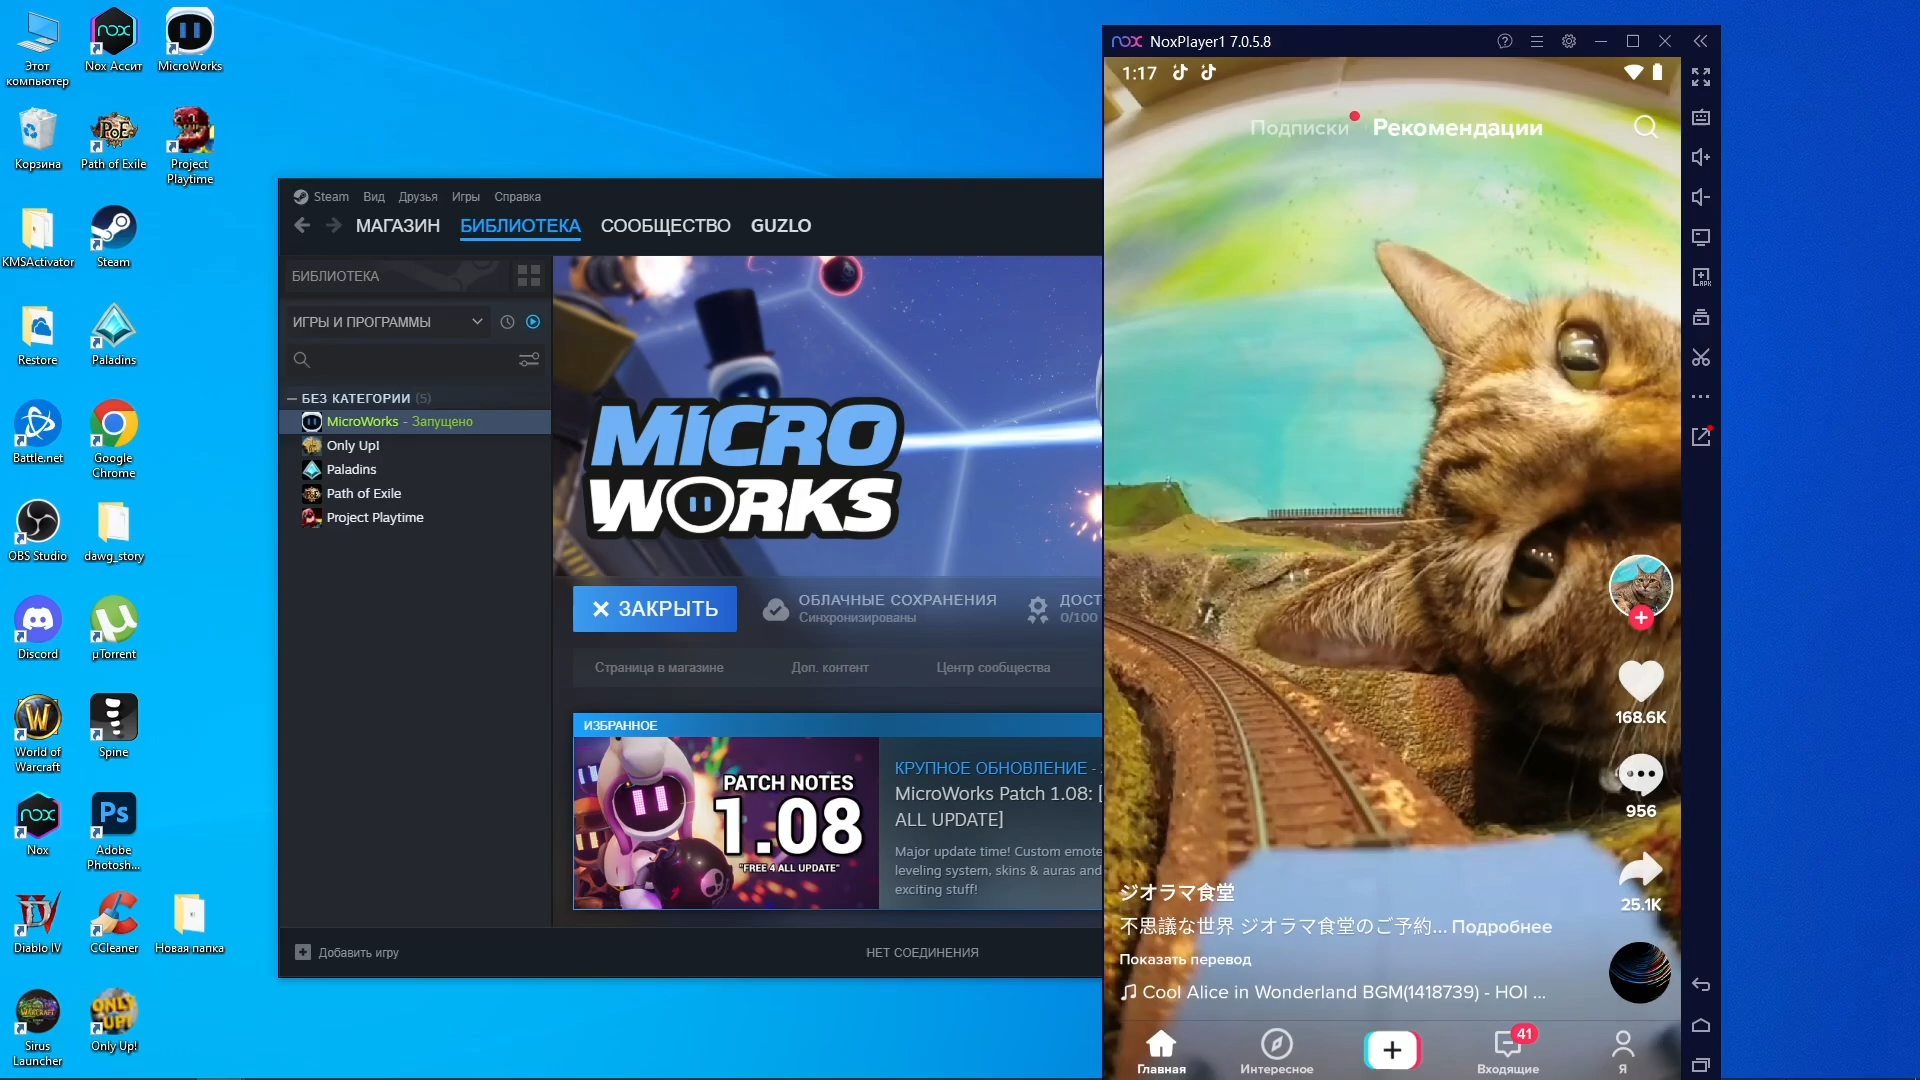 Этот компьютер
Nox Ассит
MicroWorks
Корзина
Path of Exile
Project Playtime
KMSActivator
Steam
Restore
Paladins
Battle.net
Google Chrome
OBS Studio
dawg_story
Discord
µTorrent
World of Warcraft
Spine
Nox
Adobe Photosh...
Diablo IV
CCleaner
Новая папка
Sirus Launcher
Only Up!
Steam Вид Друзья Игры Справка
МАГАЗИН БИБЛИОТЕКА СООБЩЕСТВО GUZLO
БИБЛИОТЕКА
ИГРЫ И ПРОГРАММЫ
БЕЗ КАТЕГОРИИ (5)
MicroWorks - Запущено
Only Up!
Paladins
Path of Exile
Project Playtime
MICRO
WORKS
ЗАКРЫТЬ
ОБЛАЧНЫЕ СОХРАНЕНИЯ
Синхронизированы
ДОСТ
0/100
Страница в магазине Доп. контент Центр сообщества
ИЗБРАННОЕ
PATCH NOTES
1.08
"FREE 4 ALL UPDATE"
КРУПНОЕ ОБНОВЛЕНИЕ -
MicroWorks Patch 1.08: [
ALL UPDATE]
Major update time! Custom emote
leveling system, skins & auras and
exciting stuff!
Добавить игру
НЕТ СОЕДИНЕНИЯ
nox NoxPlayer1 7.0.5.8
1:17
Подписки Рекомендации
168.6K
956
25.1K
ジオラマ食堂
不思議な世界 ジオラマ食堂のご予約... Подробнее
Показать перевод
Cool Alice in Wonderland BGM(1418739) - HOI ...
Главная
Интересное
41
Входящие
Я